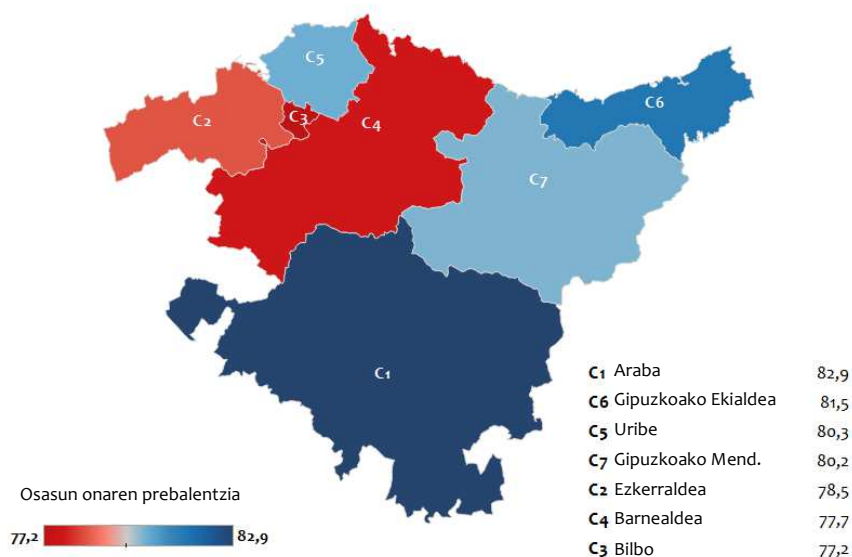 C5
C6
C3
C2
C4
C7
C1
C1 Araba 82,9
C6 Gipuzkoako Ekialdea 81,5
C5 Uribe 80,3
C7 Gipuzkoako Mend. 80,2
C2 Ezkerraldea 78,5
C4 Barnealdea 77,7
C3 Bilbo 77,2
Osasun onaren prebalentzia
77,2 82,9